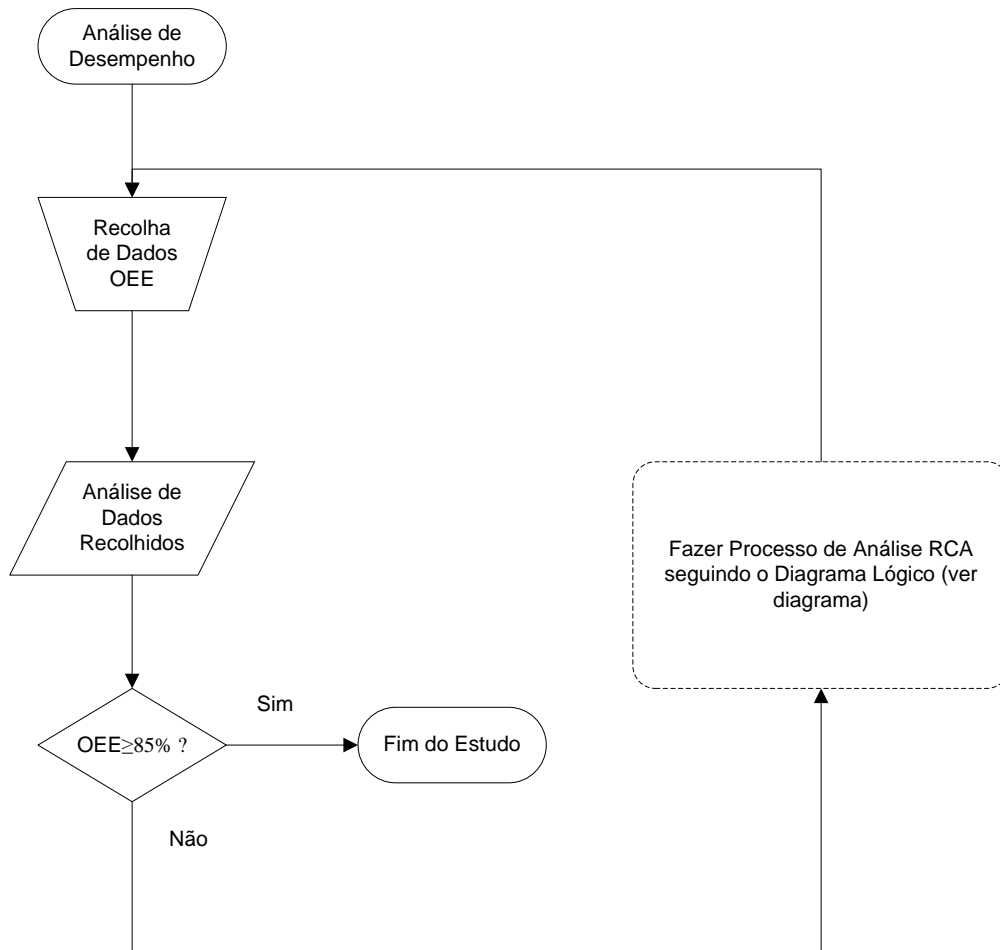 Análise de
Desempenho
Recolha
de Dados
OEE
Análise de
Dados
Recolhidos
Fazer Processo de Análise RCA
seguindo o Diagrama Lógico (ver
diagrama)
OEE≥85% ?
Sim
Fim do Estudo
Não